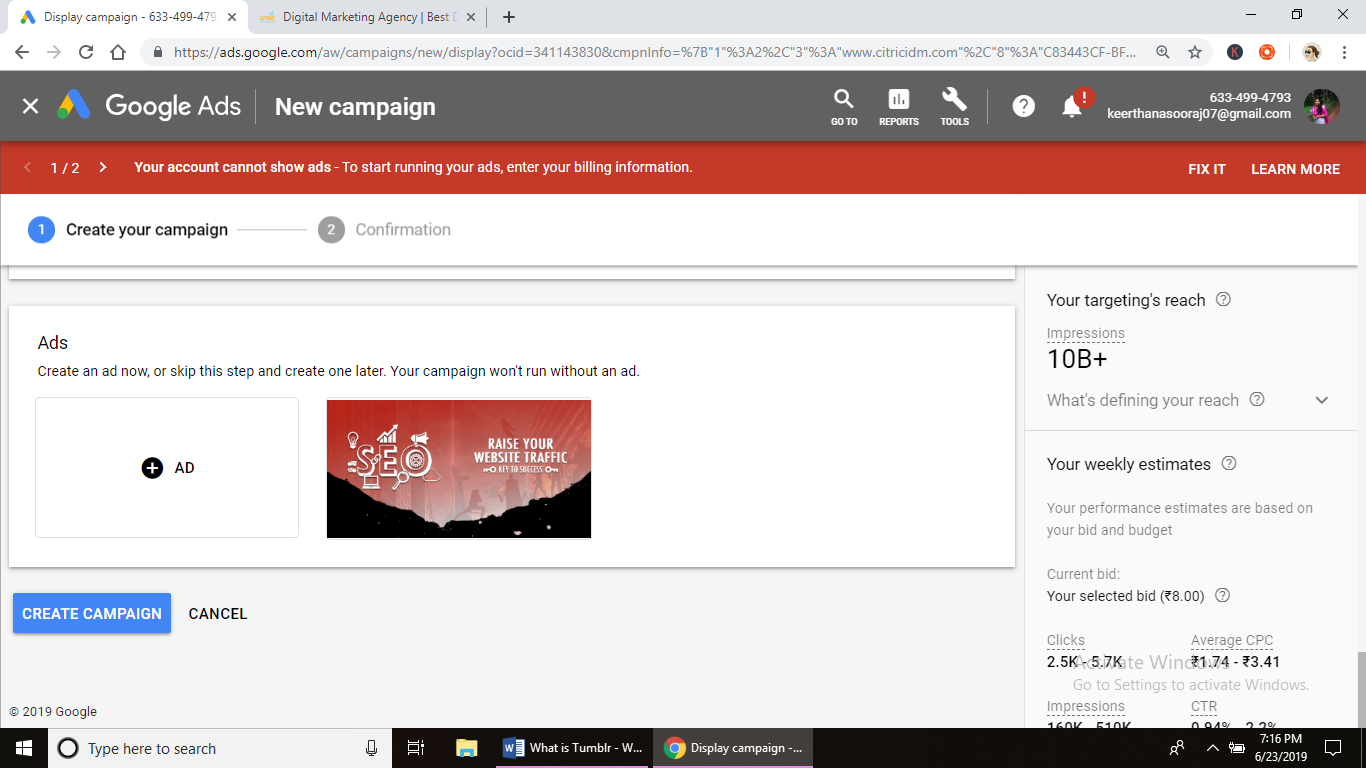 Display campaign - 633-499-479
Digital Marketing Agency | Best D
https://ads.google.com/aw/campaigns/new/display?ocid=341143830&cmpnInfo=%7B"1"%3A2%2C"3"%3A"www.citricidm.com"%2C"8"%3A"C83443CF-BF...
Google Ads
New campaign
GO TO
REPORTS
TOOLS
633-499-4793
keerthanasooraj07@gmail.com
1 / 2
Your account cannot show ads - To start running your ads, enter your billing information.
FIX IT
LEARN MORE
1 Create your campaign
2 Confirmation
Ads
Create an ad now, or skip this step and create one later. Your campaign won't run without an ad.
AD
SEO
RAISE YOUR
WEBSITE TRAFFIC
KEY TO SUCCESS
CREATE CAMPAIGN
CANCEL
© 2019 Google
Your targeting's reach
Impressions
10B+
What's defining your reach
Your weekly estimates
Your performance estimates are based on
your bid and budget
Current bid:
Your selected bid (₹8.00)
Clicks
Average CPC
2.5K - 5.7K
₹1.74 - ₹3.41
Activate Windows
Go to Settings to activate Windows.
Impressions
CTR
160K - 510K
0.94% - 2.2%
Type here to search
What is Tumblr - W...
Display campaign -...
7:16 PM
6/23/2019